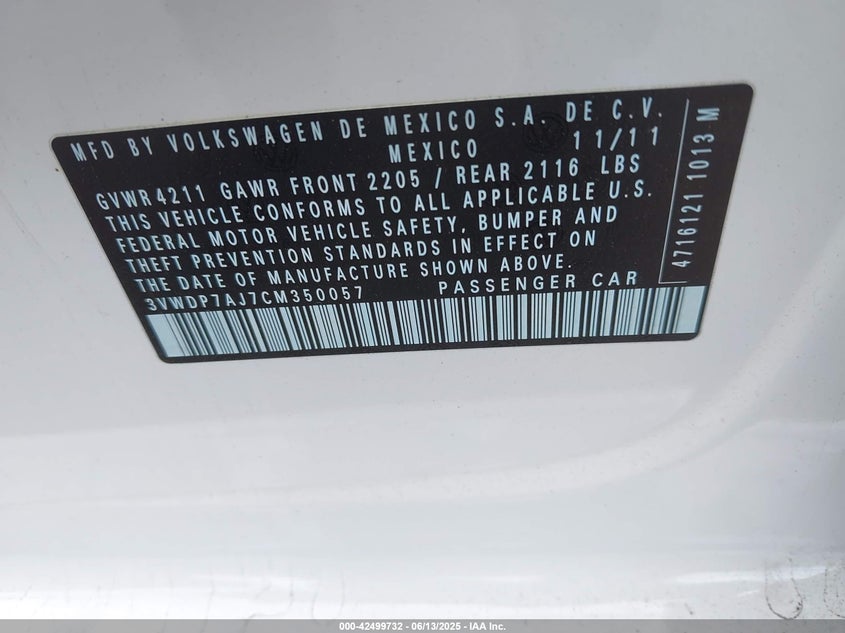 MFD BY VOLKSWAGEN DE MEXICO S.A. DE C.V.
MEXICO 11/11
GVWR 4211 GAWR FRONT 2205 / REAR 2116 LBS
THIS VEHICLE CONFORMS TO ALL APPLICABLE U.S.
FEDERAL MOTOR VEHICLE SAFETY, BUMPER AND
THEFT PREVENTION STANDARDS IN EFFECT ON
THE DATE OF MANUFACTURE SHOWN ABOVE.
3VWDP7AJ7CM350057 PASSENGER CAR
4716121 1013 M
000-42499732 - 06/13/2025 - IAA Inc.